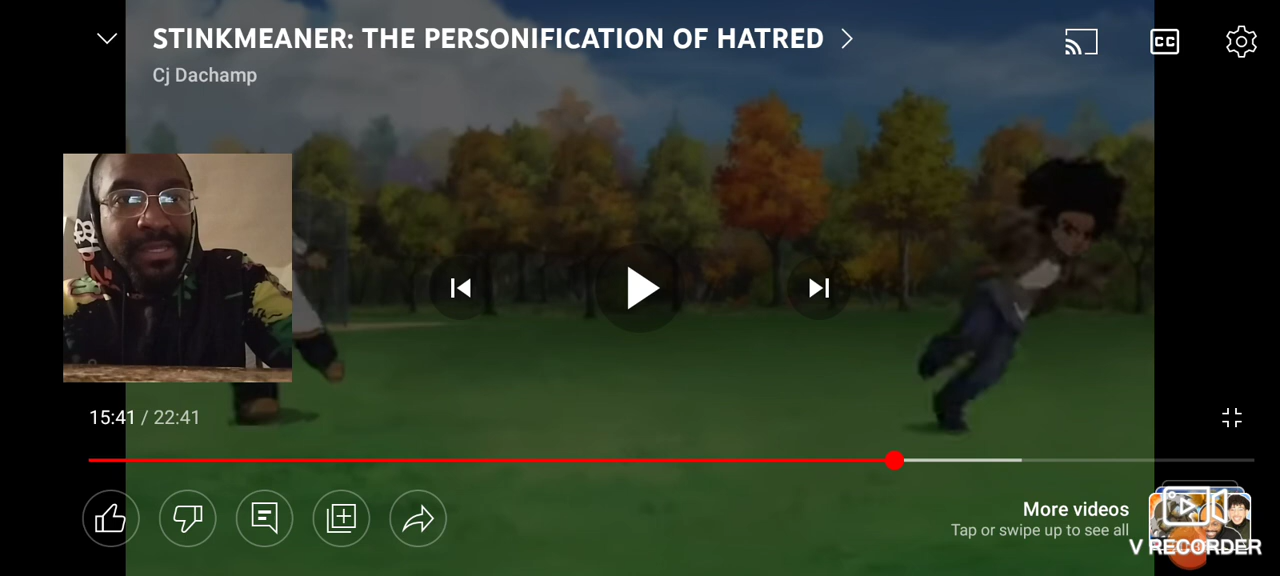 STINKMEANER: THE PERSONIFICATION OF HATRED
Cj Dachamp
CC
15:41 / 22:41
More videos
Tap or swipe up to see all
V RECORDER